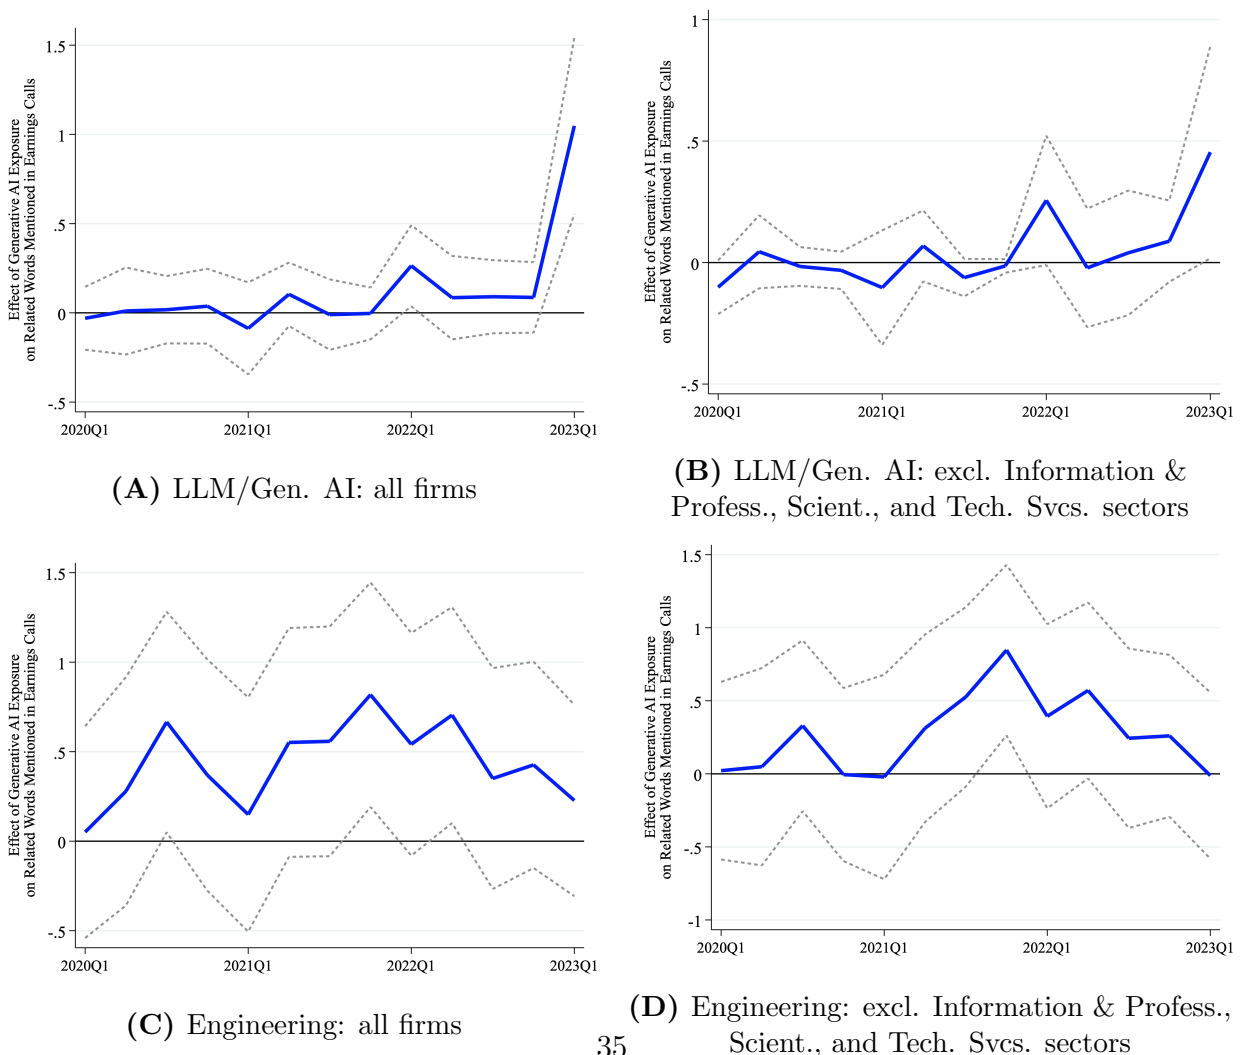 Effect of Generative AI Exposure
on Related Words Mentioned in Earnings Calls
1.5
1
.5
0
-.5
2020Q1
2021Q1
2022Q1
2023Q1
(A) LLM/Gen. AI: all firms
Effect of Generative AI Exposure
on Related Words Mentioned in Earnings Calls
1
.5
0
-.5
2020Q1
2021Q1
2022Q1
2023Q1
(B) LLM/Gen. AI: excl. Information &
Profess., Scient., and Tech. Svcs. sectors
Effect of Generative AI Exposure
on Related Words Mentioned in Earnings Calls
1.5
1
.5
0
-.5
2020Q1
2021Q1
2022Q1
2023Q1
(C) Engineering: all firms
Effect of Generative AI Exposure
on Related Words Mentioned in Earnings Calls
1.5
1
.5
0
-.5
-1
2020Q1
2021Q1
2022Q1
2023Q1
(D) Engineering: excl. Information & Profess.,
Scient., and Tech. Svcs. sectors
35